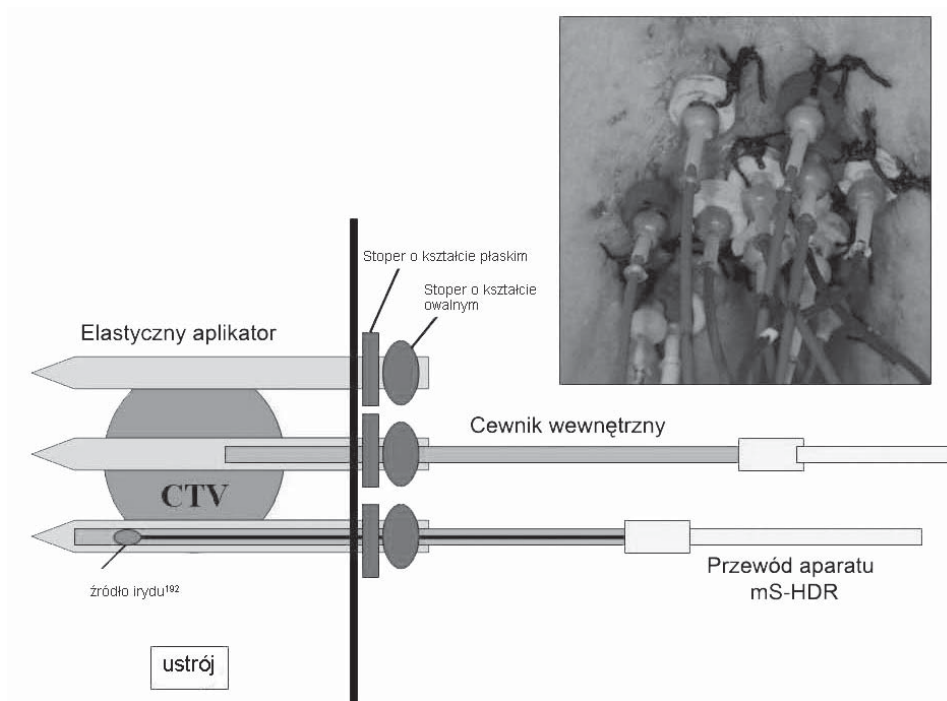 Stoper o kształcie płaskim
Stoper o kształcie
owalnym
Elastyczny aplikator
Cewnik wewnętrzny
CTV
Przewód aparatu
mS-HDR
źródło irydu¹⁹²
ustrój